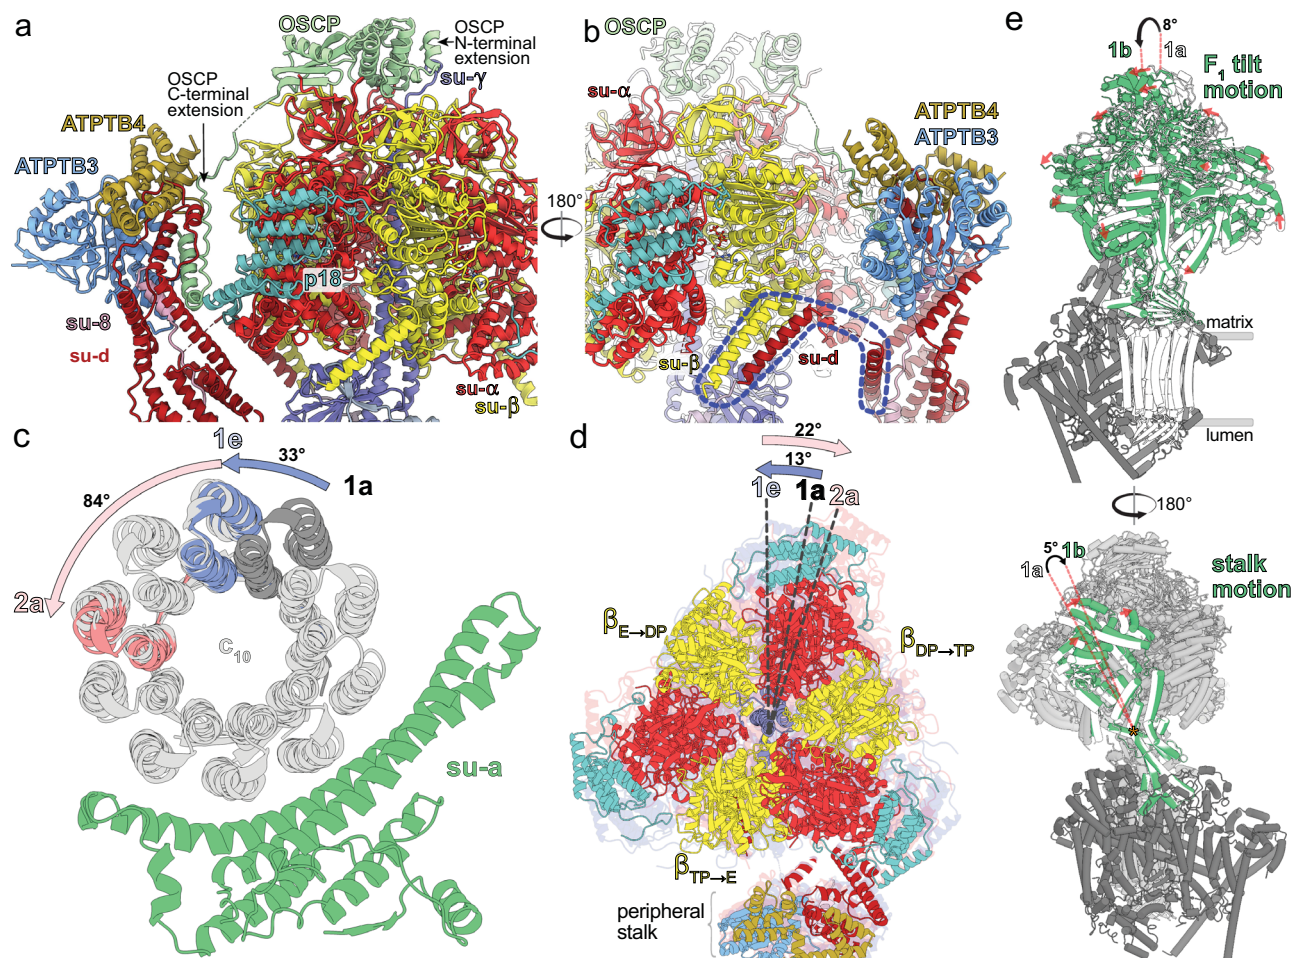 a
OSCP
OSCP
N-terminal
extension
su-γ
OSCP
C-terminal
extension
ATPTB4
ATPTB3
p18
su-8
su-d
su-α
su-β
180°
b
OSCP
su-α
ATPTB4
ATPTB3
su-β
su-d
c
1e
33°
1a
84°
2a
c10
su-a
d
22°
13°
1e
1a
2a
βE→DP
βDP→TP
βTP→E
peripheral
stalk
e
8°
1b
1a
F1 tilt
motion
matrix
lumen
180°
5°
1b
1a
stalk
motion
*